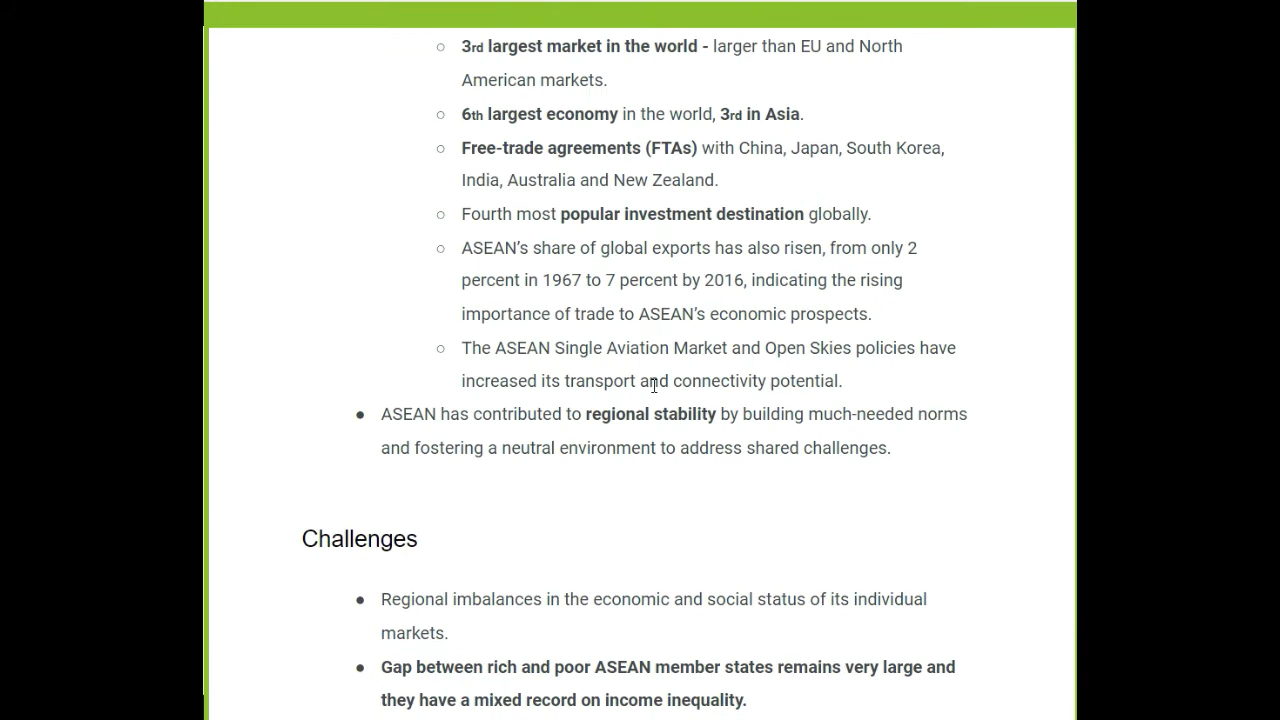 ○ 3rd largest market in the world - larger than EU and North
American markets.
○ 6th largest economy in the world, 3rd in Asia.
○ Free-trade agreements (FTAs) with China, Japan, South Korea,
India, Australia and New Zealand.
○ Fourth most popular investment destination globally.
○ ASEAN’s share of global exports has also risen, from only 2
percent in 1967 to 7 percent by 2016, indicating the rising
importance of trade to ASEAN’s economic prospects.
○ The ASEAN Single Aviation Market and Open Skies policies have
increased its transport and connectivity potential.
● ASEAN has contributed to regional stability by building much-needed norms
and fostering a neutral environment to address shared challenges.
Challenges
● Regional imbalances in the economic and social status of its individual
markets.
● Gap between rich and poor ASEAN member states remains very large and
they have a mixed record on income inequality.